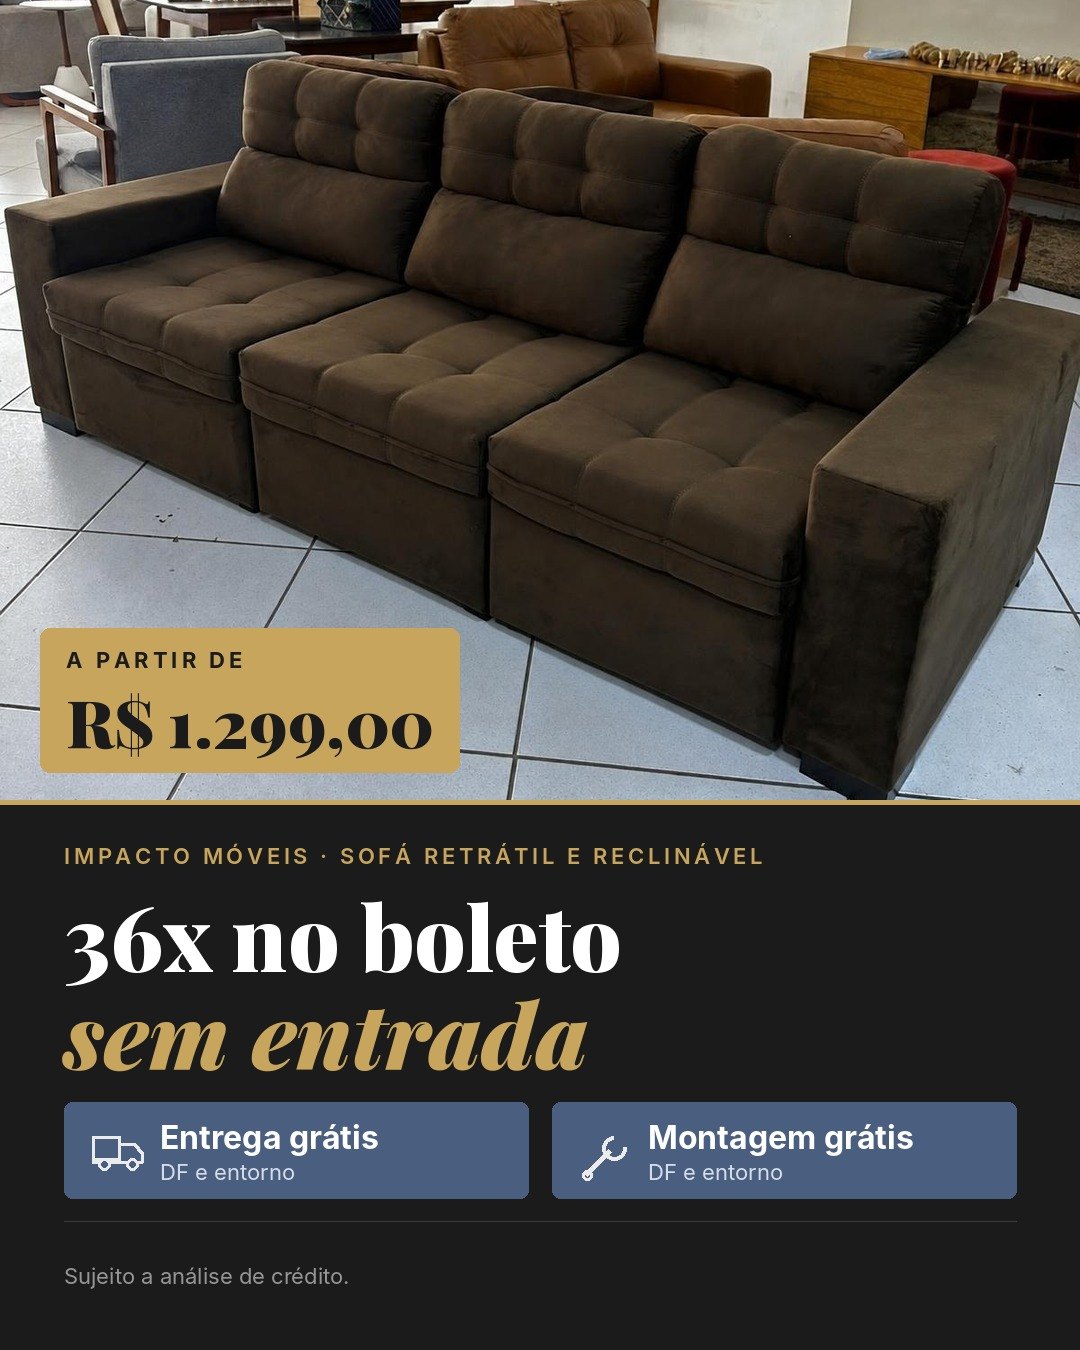 A PARTIR DE
R$ 1.299,00
IMPACTO MÓVEIS · SOFÁ RETRÁTIL E RECLINÁVEL
36x no boleto
sem entrada
Entrega grátis
DF e entorno
Montagem grátis
DF e entorno
Sujeito a análise de crédito.